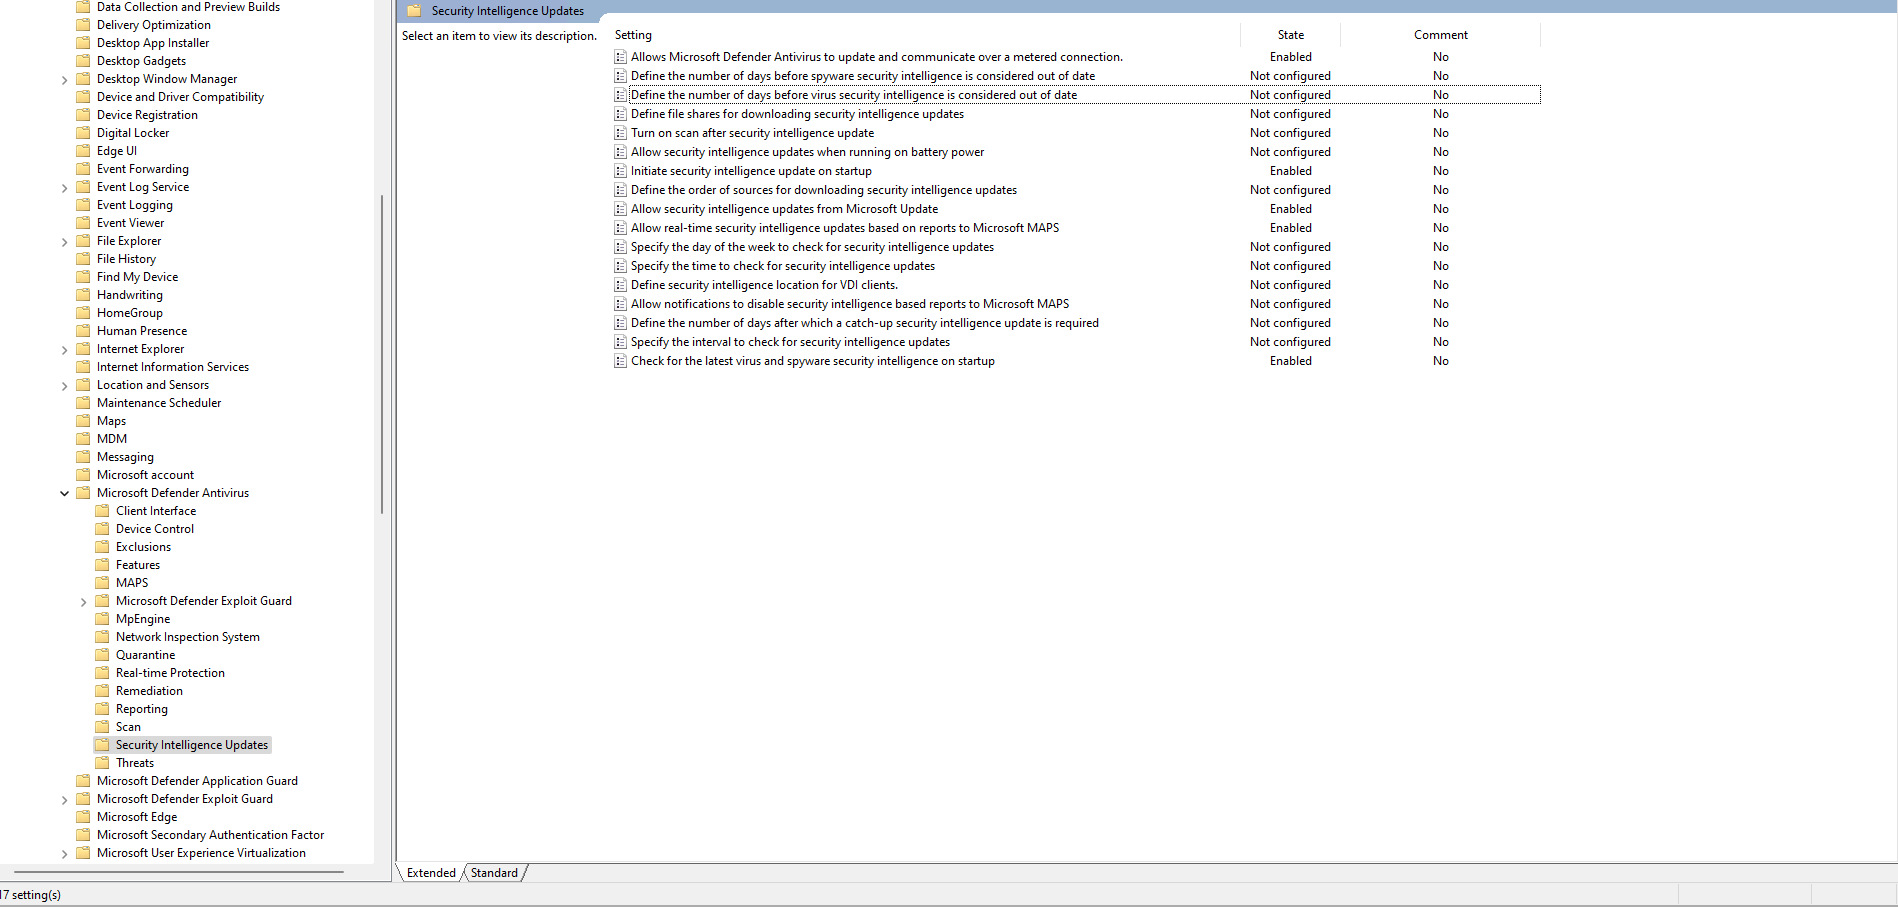 Data Collection and Preview Builds
Delivery Optimization
Desktop App Installer
Desktop Gadgets
Desktop Window Manager
Device and Driver Compatibility
Device Registration
Digital Locker
Edge UI
Event Forwarding
Event Log Service
Event Logging
Event Viewer
File Explorer
File History
Find My Device
Handwriting
HomeGroup
Human Presence
Internet Explorer
Internet Information Services
Location and Sensors
Maintenance Scheduler
Maps
MDM
Messaging
Microsoft account
Microsoft Defender Antivirus
Client Interface
Device Control
Exclusions
Features
MAPS
Microsoft Defender Exploit Guard
MpEngine
Network Inspection System
Quarantine
Real-time Protection
Remediation
Reporting
Scan
Security Intelligence Updates
Threats
Microsoft Defender Application Guard
Microsoft Defender Exploit Guard
Microsoft Edge
Microsoft Secondary Authentication Factor
Microsoft User Experience Virtualization
Security Intelligence Updates
Select an item to view its description.
Setting State Comment
Allows Microsoft Defender Antivirus to update and communicate over a metered connection. Enabled No
Define the number of days before spyware security intelligence is considered out of date Not configured No
Define the number of days before virus security intelligence is considered out of date Not configured No
Define file shares for downloading security intelligence updates Not configured No
Turn on scan after security intelligence update Not configured No
Allow security intelligence updates when running on battery power Not configured No
Initiate security intelligence update on startup Enabled No
Define the order of sources for downloading security intelligence updates Not configured No
Allow security intelligence updates from Microsoft Update Enabled No
Allow real-time security intelligence updates based on reports to Microsoft MAPS Enabled No
Specify the day of the week to check for security intelligence updates Not configured No
Specify the time to check for security intelligence updates Not configured No
Define security intelligence location for VDI clients. Not configured No
Allow notifications to disable security intelligence based reports to Microsoft MAPS Not configured No
Define the number of days after which a catch-up security intelligence update is required Not configured No
Specify the interval to check for security intelligence updates Not configured No
Check for the latest virus and spyware security intelligence on startup Enabled No
Extended Standard
17 setting(s)